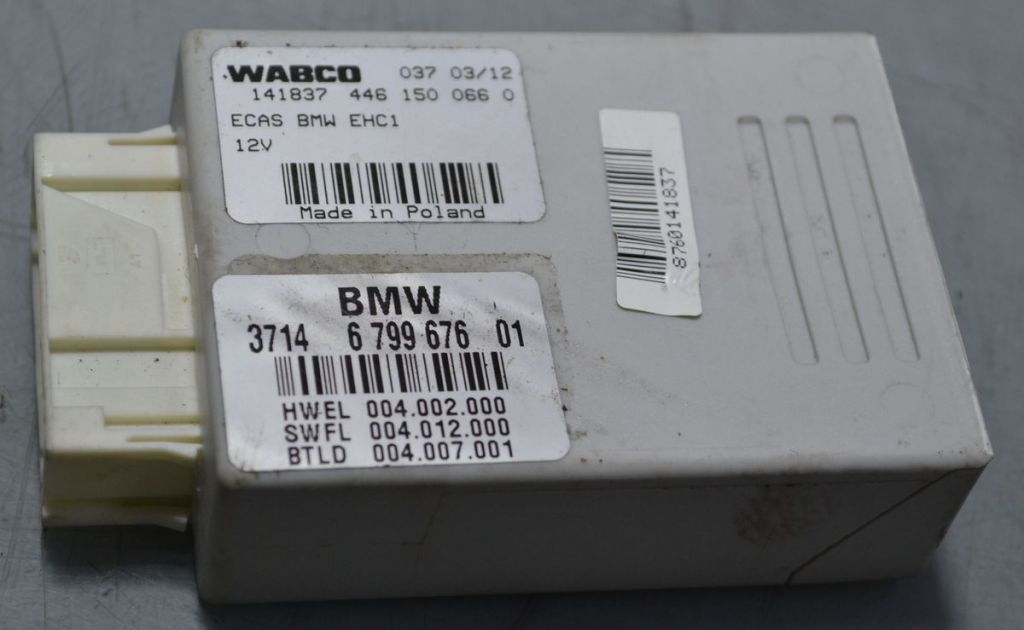 WABCO 037 03/12
141837 446 150 066 0
ECAS BMW EHC1
12V
Made in Poland
8760141837
BMW
3714 6 799 676 01
HWEL 004.002.000
SWFL 004.012.000
BTLD 004.007.001